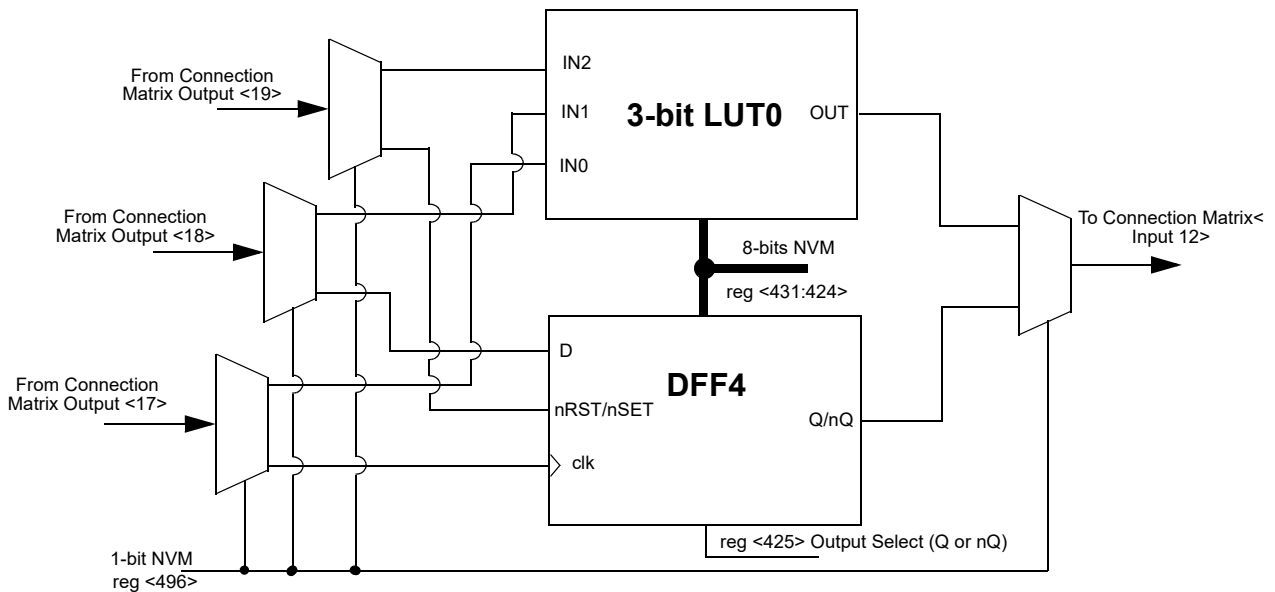 From Connection
Matrix Output <19>
IN2
IN1
IN0
3-bit LUT0
OUT
From Connection
Matrix Output <18>
To Connection Matrix<
Input 12>
8-bits NVM
reg <431:424>
D
DFF4
nRST/nSET
Q/nQ
clk
From Connection
Matrix Output <17>
reg <425> Output Select (Q or nQ)
1-bit NVM
reg <496>